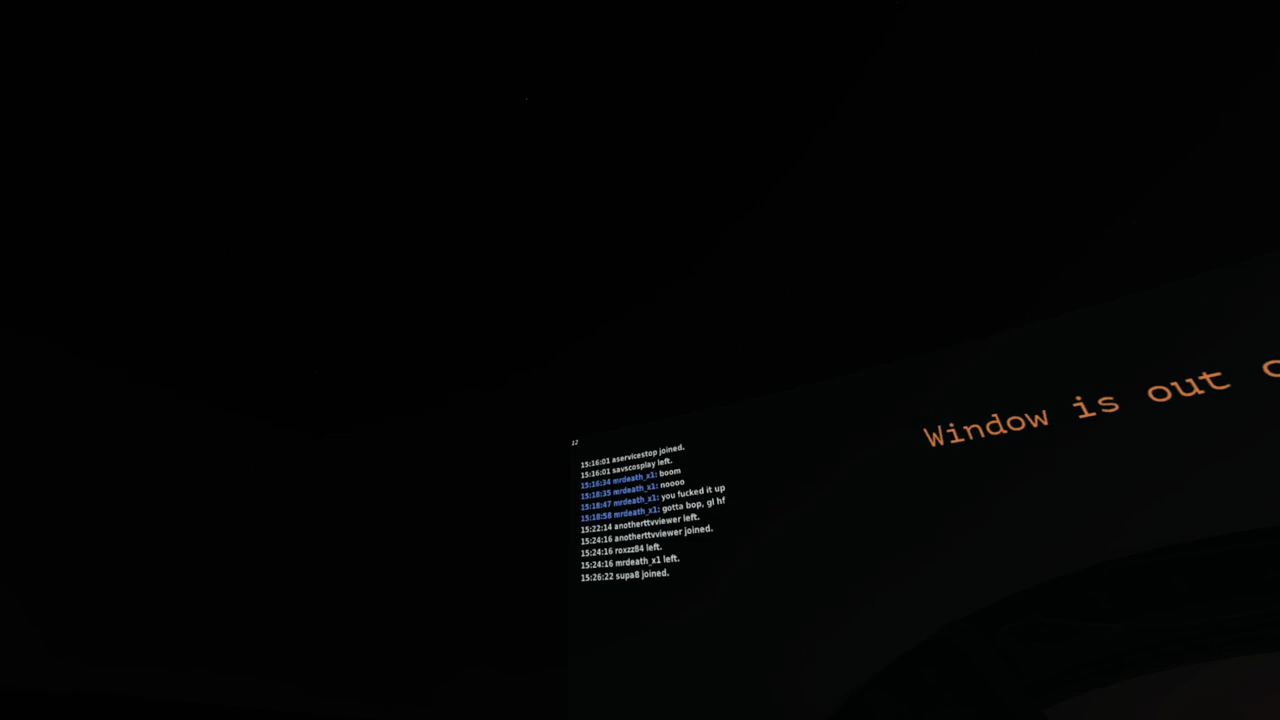 12
15:16:01 aservicestop joined.
15:16:01 savscosplay left.
15:16:34 mrdeath_x1: boom
15:18:35 mrdeath_x1: noooo
15:18:47 mrdeath_x1: you fucked it up
15:18:58 mrdeath_x1: gotta bop, gl hf
15:22:14 anotherttvviewer left.
15:24:16 anotherttvviewer joined.
15:24:16 roxzz84 left.
15:24:16 mrdeath_x1 left.
15:26:22 supa8 joined.
Window is out